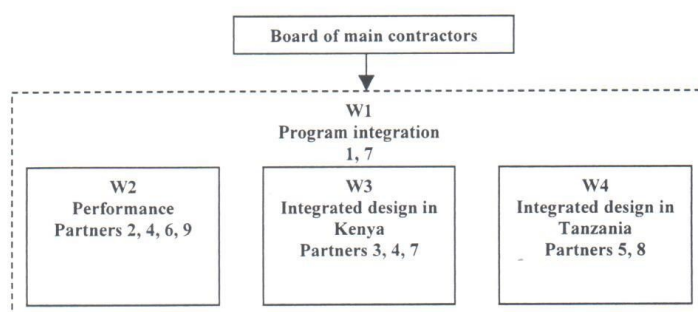 Board of main contractors
W1
Program integration
1, 7
W2
Performance
Partners 2, 4, 6, 9
W3
Integrated design in
Kenya
Partners 3, 4, 7
W4
Integrated design in
Tanzania
Partners 5, 8